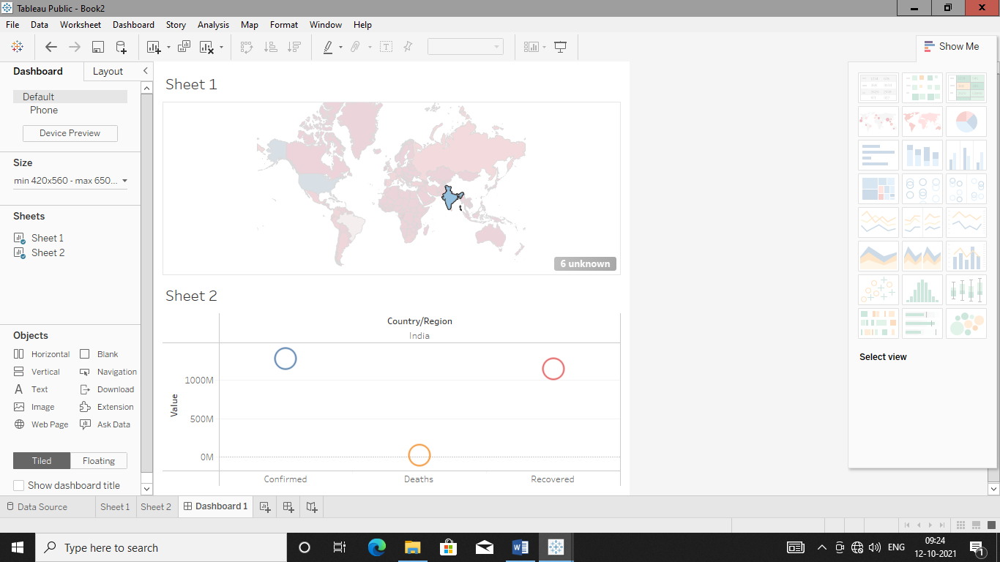 Tableau Public - Book2
File Data Worksheet Dashboard Story Analysis Map Format Window Help
Show Me
Dashboard Layout
Default
Phone
Device Preview
Size
min 420x560 - max 650...
Sheets
Sheet 1
Sheet 2
Objects
Horizontal Blank
Vertical Navigation
Text Download
Image Extension
Web Page Ask Data
Tiled Floating
Show dashboard title
Sheet 1
6 unknown
Sheet 2
Country/Region
India
1000M
500M
0M
Value
Confirmed Deaths Recovered
Select view
Data Source Sheet 1 Sheet 2 Dashboard 1
Type here to search
ENG
09:24
12-10-2021
1